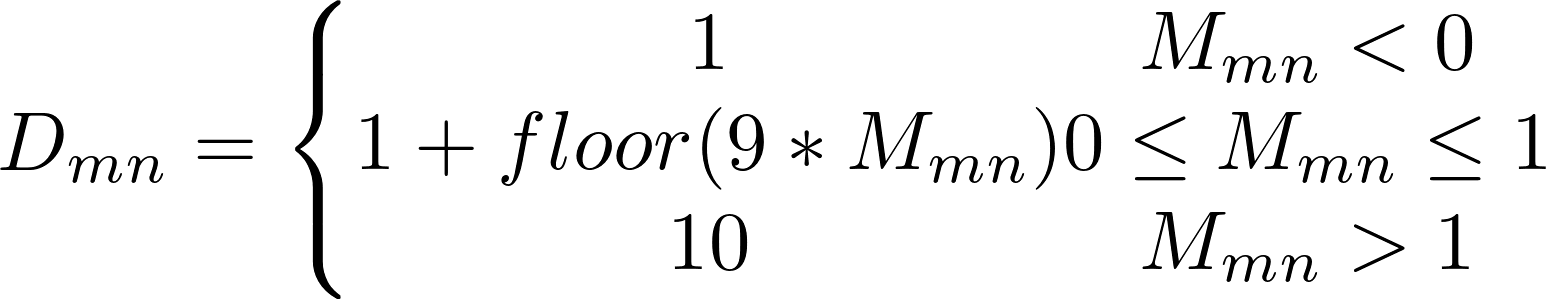 1 M_{mn} < 0
D_{mn} = { 1 + floor(9 * M_{mn}) 0 ≤ M_{mn} ≤ 1
10 M_{mn} > 1